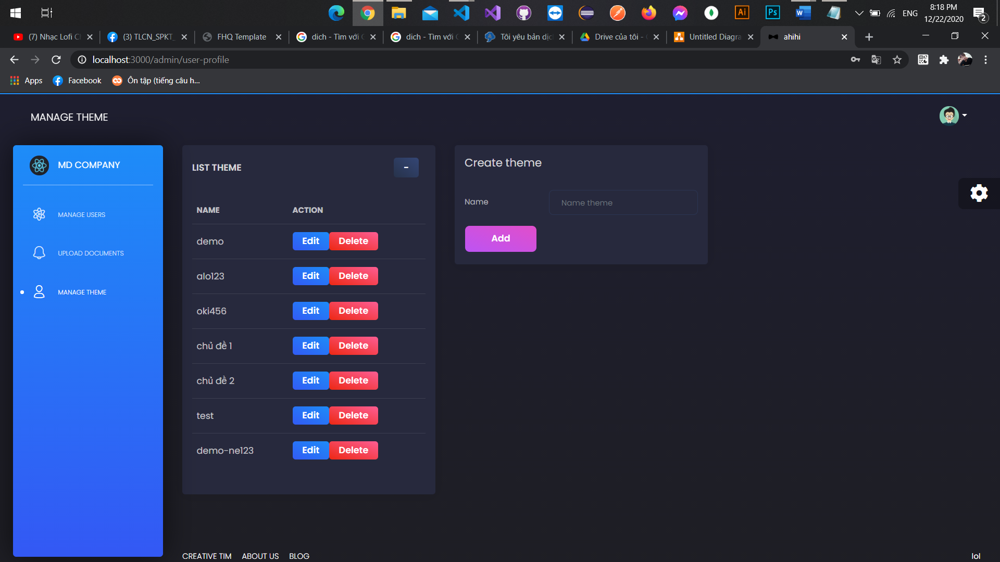 ENG
8:18 PM
12/22/2020
2
Ai
Ps
W
(7) Nhạc Lofi C
(3) TLCN_SPKT_
FHQ Template
dich - Tìm với
dich - Tìm với
Tôi yêu bản dịc
Drive của tôi -
Untitled Diagra
ahihi
localhost:3000/admin/user-profile
Apps
Facebook
Ôn tập (tiếng câu h...
MANAGE THEME
MD COMPANY
MANAGE USERS
UPLOAD DOCUMENTS
MANAGE THEME
LIST THEME
-
NAME ACTION
demo Edit Delete
alo123 Edit Delete
oki456 Edit Delete
chủ đề 1 Edit Delete
chủ đề 2 Edit Delete
test Edit Delete
demo-ne123 Edit Delete
Create theme
Name Name theme
Add
CREATIVE TIM ABOUT US BLOG
lol